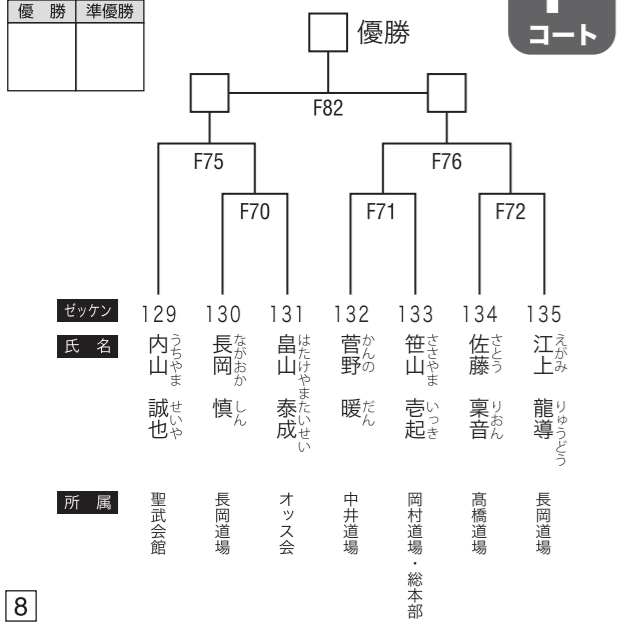 優 勝 準優勝
コート
優勝
F82
F75 F76
F70 F71 F72
ゼッケン 129 130 131 132 133 134 135
氏 名
内山 誠也 うちやま せいや
長岡 慎 ながおか しん
畠山 泰成 はたけやま たいせい
菅野 暖 かんの だん
笹山 壱起 ささやま いっき
佐藤 稟音 さとう りおん
江上 龍導 えがみ りゅうどう
所 属
聖武会館
長岡道場
オッス会
中井道場
岡村道場・総本部
髙橋道場
長岡道場
8